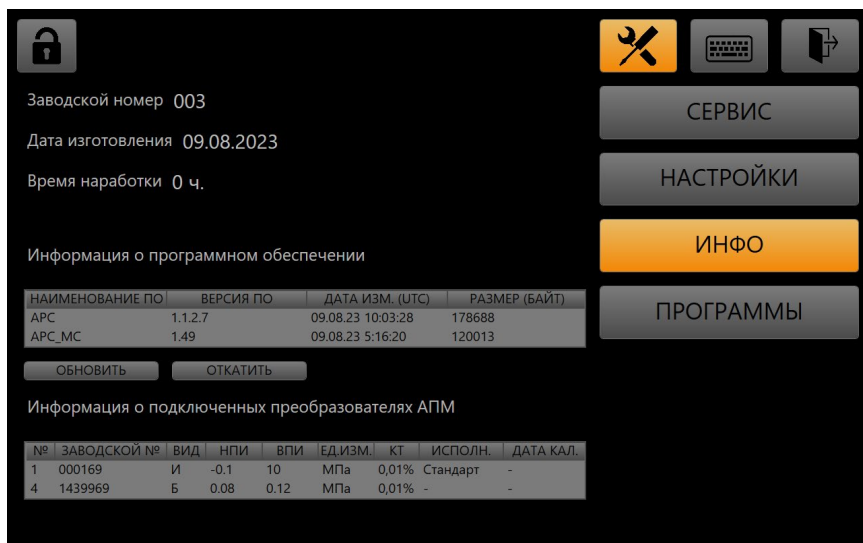 Заводской номер 003
СЕРВИС
Дата изготовления 09.08.2023
Время наработки 0 ч.
НАСТРОЙКИ
ИНФО
Информация о программном обеспечении
НАИМЕНОВАНИЕ ПО ВЕРСИЯ ПО ДАТА ИЗМ. (UTC) РАЗМЕР (БАЙТ)
APC 1.1.2.7 09.08.23 10:03:28 178688
APC_MC 1.49 09.08.23 5:16:20 120013
ПРОГРАММЫ
ОБНОВИТЬ ОТКАТИТЬ
Информация о подключенных преобразователях АПМ
№ ЗАВОДСКОЙ № ВИД НПИ ВПИ ЕД.ИЗМ. КТ ИСПОЛН. ДАТА КАЛ.
1 000169 И -0.1 10 МПа 0,01% Стандарт -
4 1439969 Б 0.08 0.12 МПа 0,01% - -